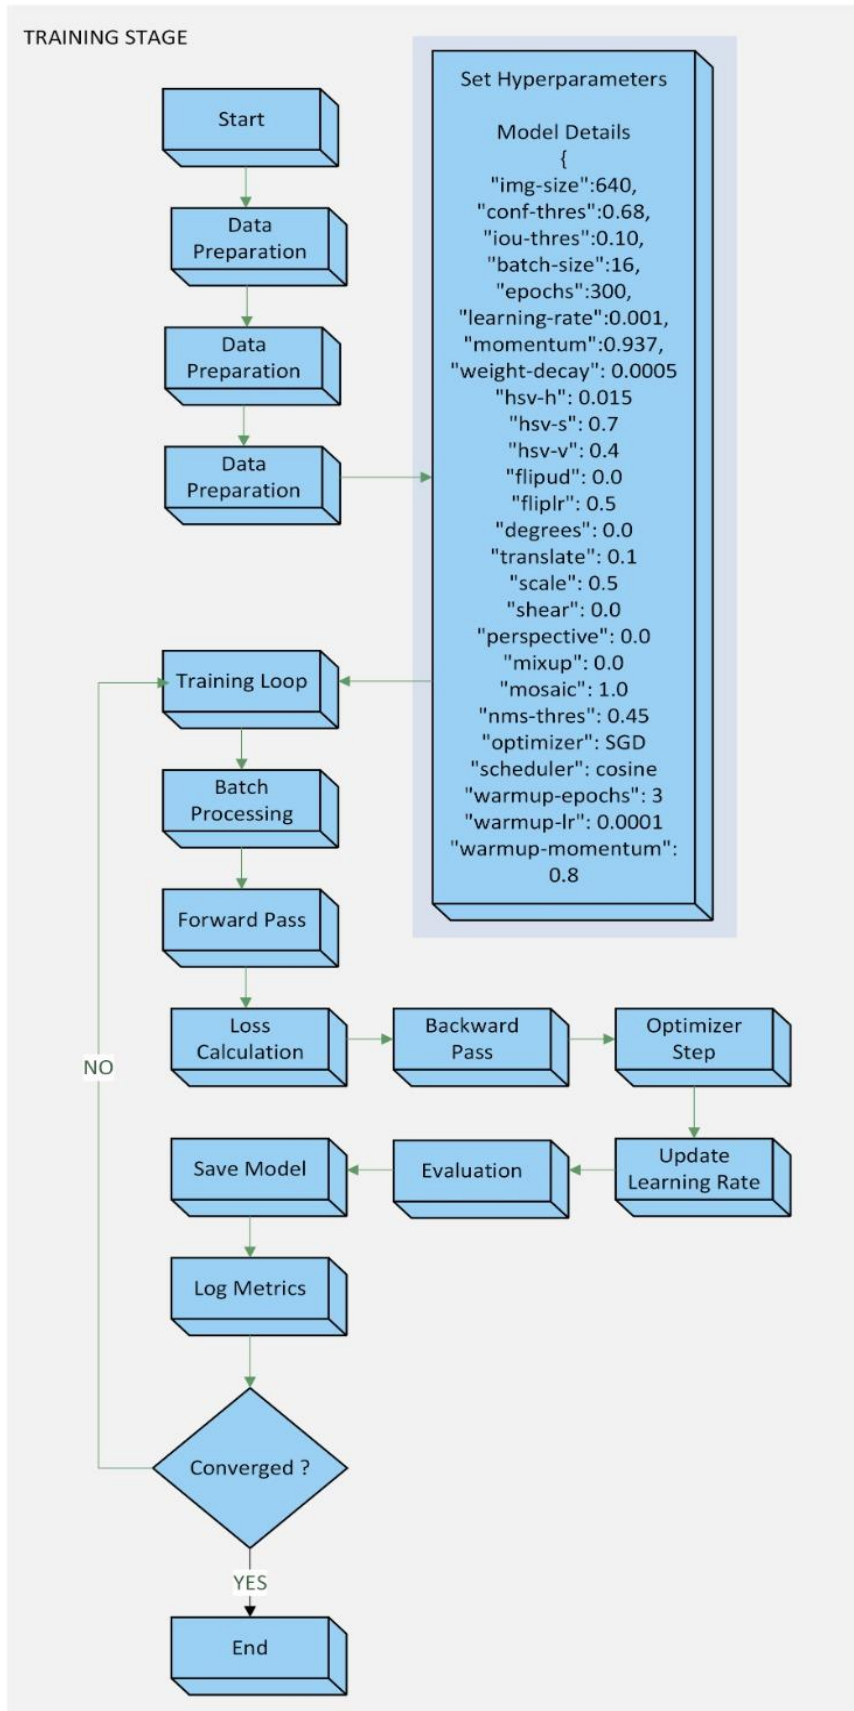 TRAINING STAGE
Start
Data
Preparation
Data
Preparation
Data
Preparation
Set Hyperparameters
Model Details
{
"img-size":640,
"conf-thres":0.68,
"iou-thres":0.10,
"batch-size":16,
"epochs":300,
"learning-rate":0.001,
"momentum":0.937,
"weight-decay": 0.0005
"hsv-h": 0.015
"hsv-s": 0.7
"hsv-v": 0.4
"flipud": 0.0
"fliplr": 0.5
"degrees": 0.0
"translate": 0.1
"scale": 0.5
"shear": 0.0
"perspective": 0.0
"mixup": 0.0
"mosaic": 1.0
"nms-thres": 0.45
"optimizer": SGD
"scheduler": cosine
"warmup-epochs": 3
"warmup-lr": 0.0001
"warmup-momentum":
0.8
Training Loop
Batch
Processing
Forward Pass
Loss
Calculation
Backward
Pass
Optimizer
Step
Update
Learning Rate
Evaluation
Save Model
Log Metrics
Converged ?
NO
YES
End